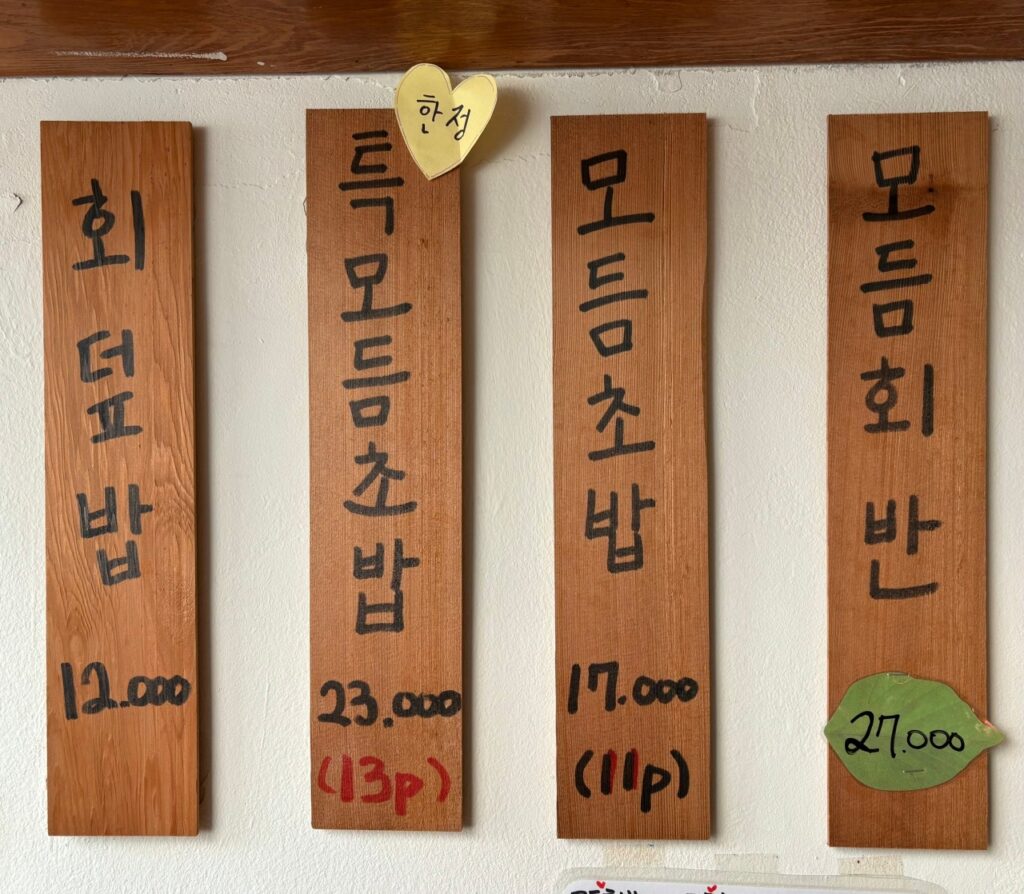 회덮밥
12.000
한정
특모듬초밥
23.000
(13p)
모듬초밥
17.000
(11p)
모듬회 반
27.000